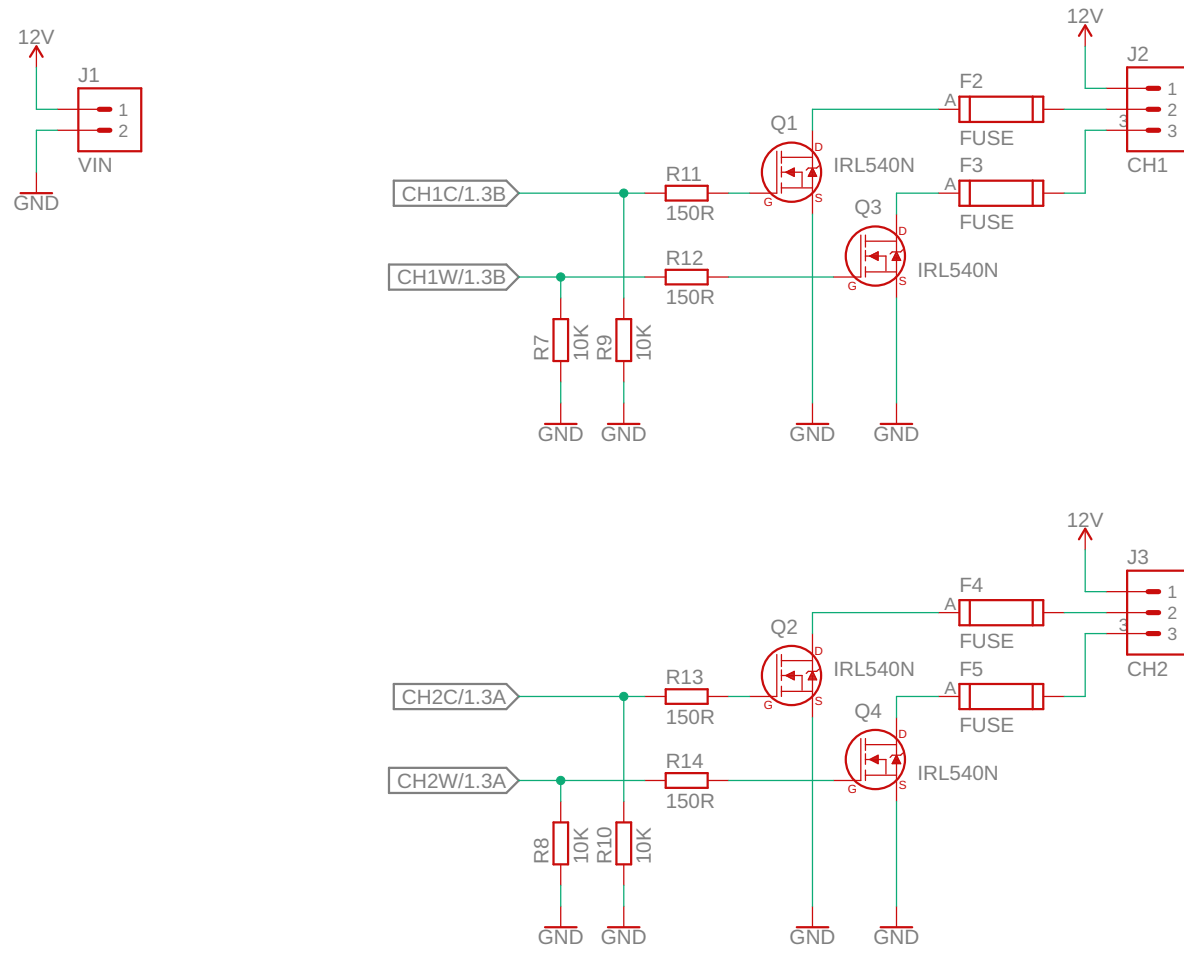 12V
J1
1
2
VIN
GND
12V
J2
1
2
3
3
CH1
F2
A
FUSE
F3
A
FUSE
Q1
D
G
S
IRL540N
Q3
D
G
S
IRL540N
CH1C/1.3B
R11
150R
CH1W/1.3B
R12
150R
R7
10K
R9
10K
GND
GND
GND
GND
12V
J3
1
2
3
3
CH2
F4
A
FUSE
F5
A
FUSE
Q2
D
G
S
IRL540N
Q4
D
G
S
IRL540N
CH2C/1.3A
R13
150R
CH2W/1.3A
R14
150R
R8
10K
R10
10K
GND
GND
GND
GND